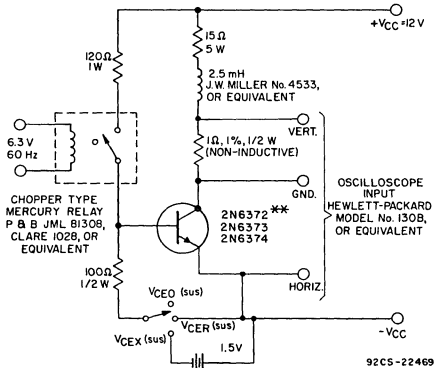 +VCC=12V
15Ω
5 W
120Ω
1W
2.5 mH
J.W. MILLER No. 4533,
OR EQUIVALENT
6.3 V
60 Hz
VERT.
1Ω, 1%, 1/2 W
(NON-INDUCTIVE)
GND.
CHOPPER TYPE
MERCURY RELAY
P & B JML 81308,
CLARE 1028, OR
EQUIVALENT
2N6372 **
2N6373
2N6374
OSCILLOSCOPE
INPUT
HEWLETT-PACKARD
MODEL No. 130B,
OR EQUIVALENT
100Ω
1/2 W
HORIZ.
VCEO (sus)
VCER (sus)
VCEX (sus)
-VCC
1.5V
92CS-22469